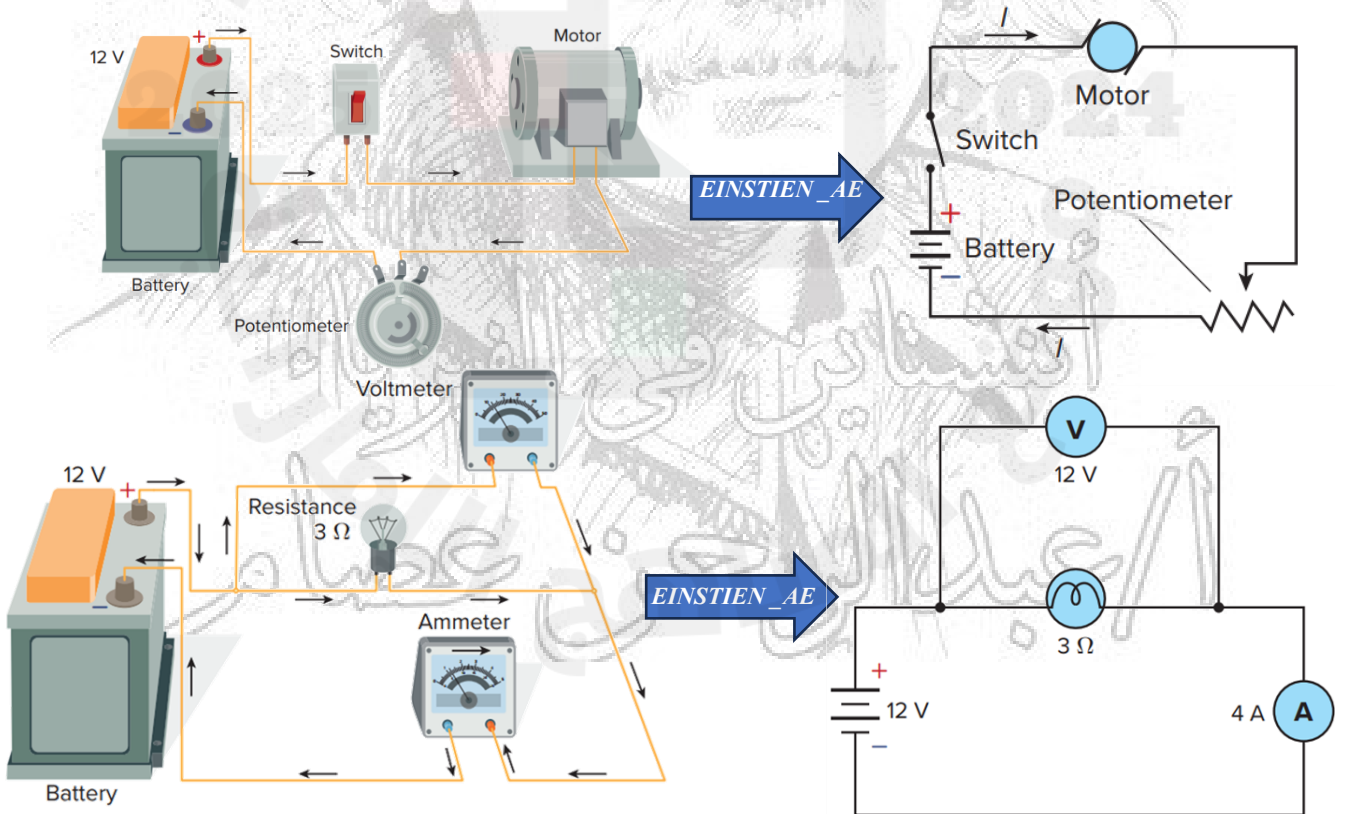 12 V
+
Switch
Motor
−
Battery
Potentiometer
EINSTIEN _AE
I
Motor
Switch
Potentiometer
+
Battery
−
I
2024
Voltmeter
12 V
+
Resistance
3 Ω
−
Ammeter
Battery
EINSTIEN _AE
V
12 V
3 Ω
+
12 V
−
4 A
A